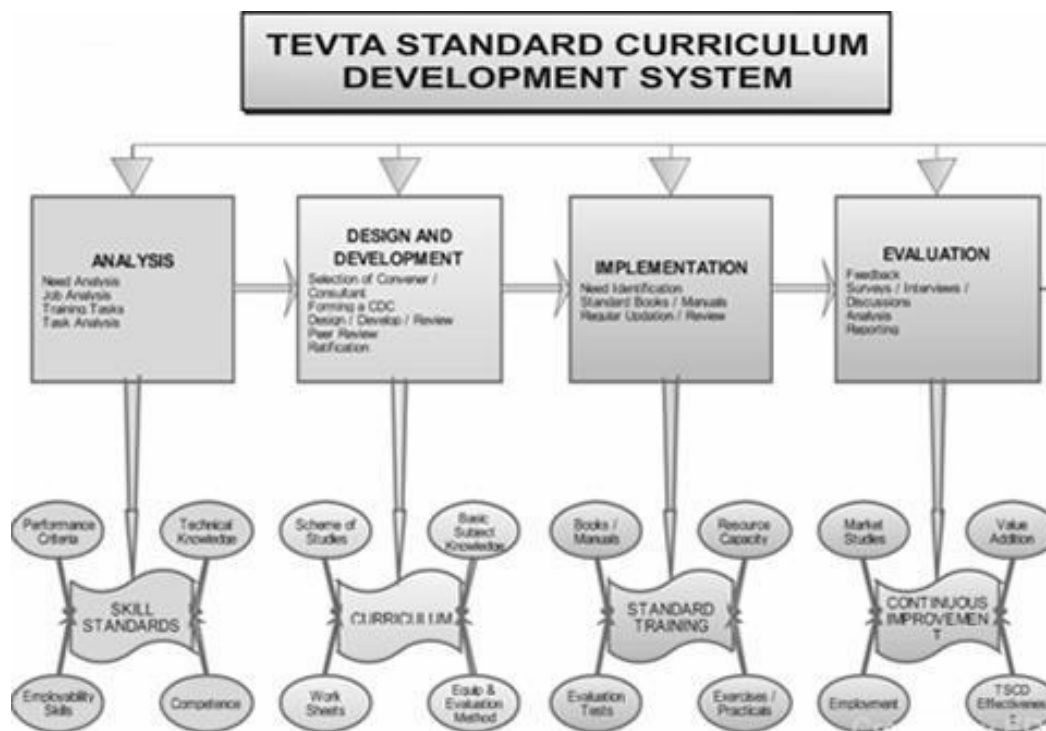 TEVTA STANDARD CURRICULUM
DEVELOPMENT SYSTEM
ANALYSIS
Need Analysis
Job Analysis
Training Tasks
Task Analysis
DESIGN AND
DEVELOPMENT
Selection of Convener /
Consultant
Forming a CDC
Design / Develop / Review
Peer Review
Ratification
IMPLEMENTATION
Need Identification
Standard Books / Manuals
Regular Updation / Review
EVALUATION
Feedback
Surveys / Interviews /
Discussions
Analysis
Reporting
Performance
Criteria
Technical
Knowledge
SKILL
STANDARDS
Employability
Skills
Competence
Scheme of
Studies
Basic
Subject
Knowledge
CURRICULUM
Work
Sheets
Equip &
Evaluation
Method
Books /
Manuals
Resource
Capacity
STANDARD
TRAINING
Evaluation
Tests
Exercises /
Practicals
Market
Studies
Value
Addition
CONTINUOUS
IMPROVEMEN
T
Employment
TSCD